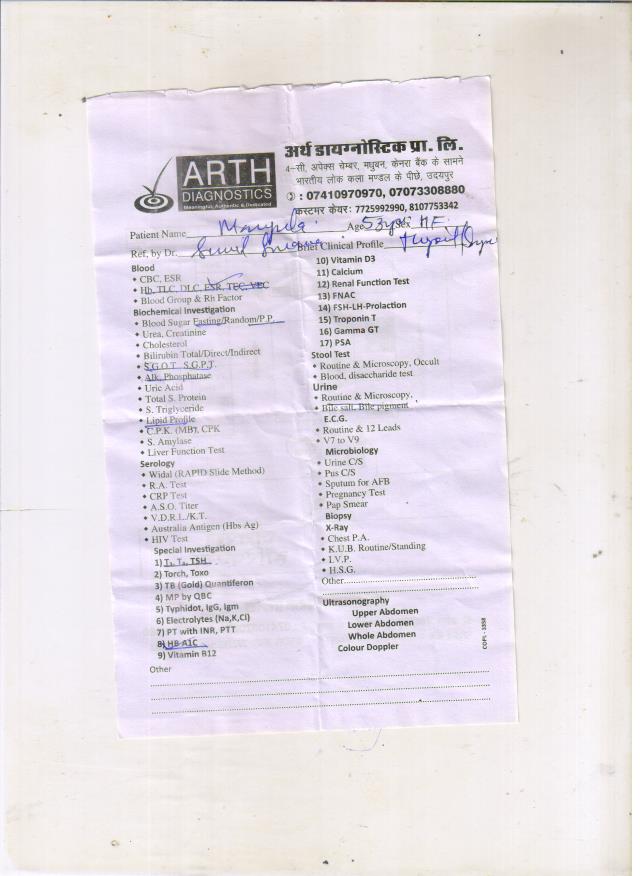 ARTH
DIAGNOSTICS
Meaningful, Authentic & Dedicated
अर्थ डायग्नोस्टिक प्रा. लि.
4-सी, अपेक्स चेम्बर, मधुबन, केनरा बैंक के सामने
भारतीय लोक कला मण्डल के पीछे, उदयपुर
: 07410970970, 07073308880
कस्टमर केयर: 7725992990, 8107753342
Patient Name Age 53 Sex M F
Ref, by Dr. Brief Clinical Profile
Blood
• CBC, ESR
• Hb, TLC, DLC, ESR, TEC, VEC
• Blood Group & Rh Factor
Biochemical Investigation
• Blood Sugar Fasting/Random/P.P.
• Urea, Creatinine
• Cholesterol
• Bilirubin Total/Direct/Indirect
• S.G.O.T S.G.P.T.
• Alk. Phosphatase
• Uric Acid
• Total S. Protein
• S. Triglyceride
• Lipid Profile
• C.P.K. (MB), CPK
• S. Amylase
• Liver Function Test
Serology
• Widal (RAPID Slide Method)
• R.A. Test
• CRP Test
• A.S.O. Titer
• V.D.R.L./K.T.
• Australia Antigen (Hbs Ag)
• HIV Test
Special Investigation
1) T₃, T₄, TSH
2) Torch, Toxo
3) TB (Gold) Quantiferon
4) MP by QBC
5) Typhidot, IgG, Igm
6) Electrolytes (Na,K,Cl)
7) PT with INR, PTT
8) HB A1C
9) Vitamin B12
Other
10) Vitamin D3
11) Calcium
12) Renal Function Test
13) FNAC
14) FSH-LH-Prolaction
15) Troponin T
16) Gamma GT
17) PSA
Stool Test
• Routine & Microscopy, Occult
• Blood, disaccharide test
Urine
• Routine & Microscopy,
• Bile salt, Bile pigment
E.C.G.
• Routine & 12 Leads
• V7 to V9
Microbiology
• Urine C/S
• Pus C/S
• Sputum for AFB
• Pregnancy Test
• Pap Smear
Biopsy
X-Ray
• Chest P.A.
• K.U.B. Routine/Standing
• I.V.P.
• H.S.G.
Other
Ultrasonography
Upper Abdomen
Lower Abdomen
Whole Abdomen
Colour Doppler